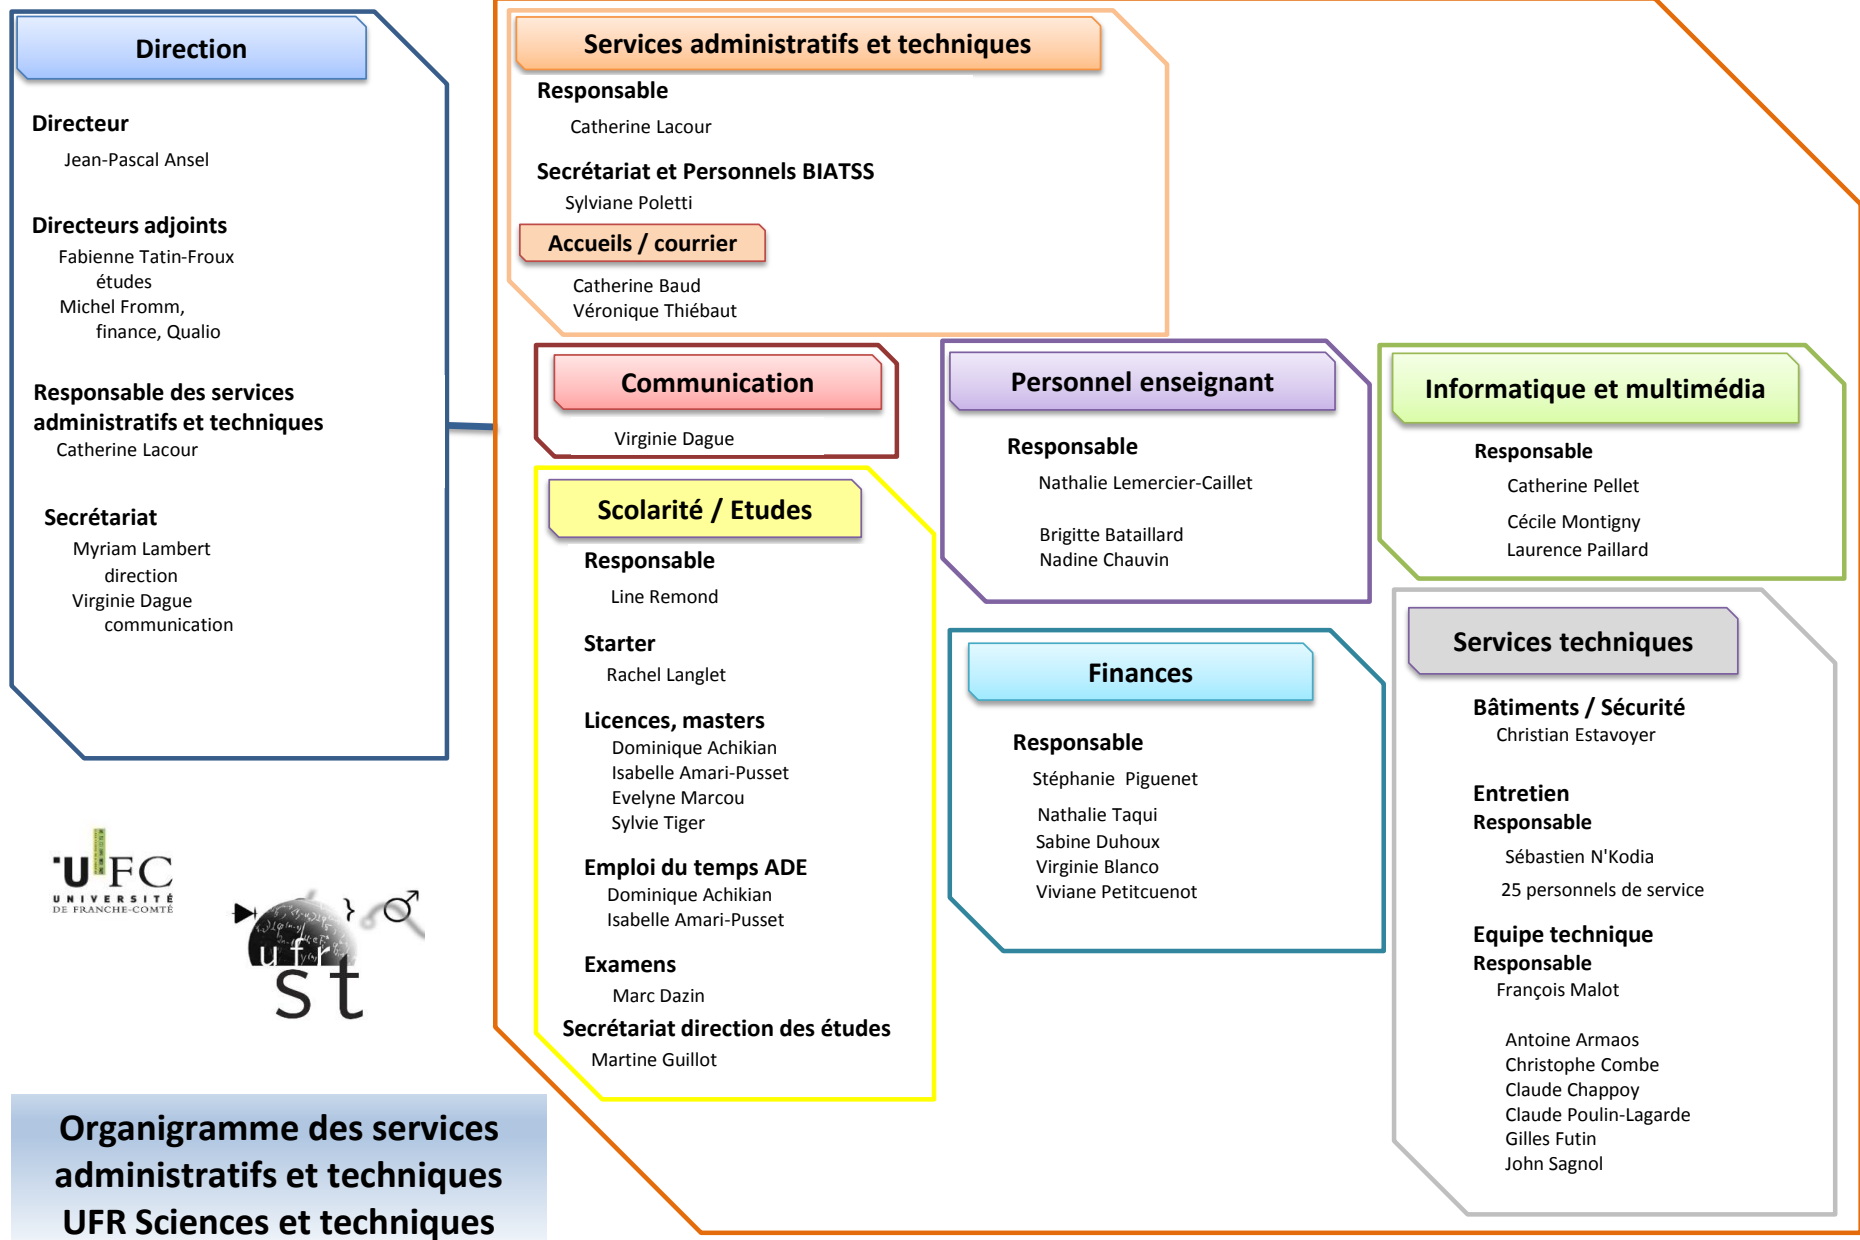 Direction
Directeur
Jean-Pascal Ansel
Directeurs adjoints
Fabienne Tatin-Froux
études
Michel Fromm,
finance, Qualio
Responsable des services
administratifs et techniques
Catherine Lacour
Secrétariat
Myriam Lambert
direction
Virginie Dague
communication
Services administratifs et techniques
Responsable
Catherine Lacour
Secrétariat et Personnels BIATSS
Sylviane Poletti
Accueils / courrier
Catherine Baud
Véronique Thiébaut
Communication
Virginie Dague
Scolarité / Etudes
Responsable
Line Remond
Starter
Rachel Langlet
Licences, masters
Dominique Achikian
Isabelle Amari-Pusset
Evelyne Marcou
Sylvie Tiger
Emploi du temps ADE
Dominique Achikian
Isabelle Amari-Pusset
Examens
Marc Dazin
Secrétariat direction des études
Martine Guillot
Personnel enseignant
Responsable
Nathalie Lemercier-Caillet
Brigitte Bataillard
Nadine Chauvin
Finances
Responsable
Stéphanie Piguenet
Nathalie Taqui
Sabine Duhoux
Virginie Blanco
Viviane Petitcuenot
Informatique et multimédia
Responsable
Catherine Pellet
Cécile Montigny
Laurence Paillard
Services techniques
Bâtiments / Sécurité
Christian Estavoyer
Entretien
Responsable
Sébastien N'Kodia
25 personnels de service
Equipe technique
Responsable
François Malot
Antoine Armaos
Christophe Combe
Claude Chappoy
Claude Poulin-Lagarde
Gilles Futin
John Sagnol
UFC
UNIVERSITÉ
DE FRANCHE-COMTÉ
ufr
st
Organigramme des services
administratifs et techniques
UFR Sciences et techniques